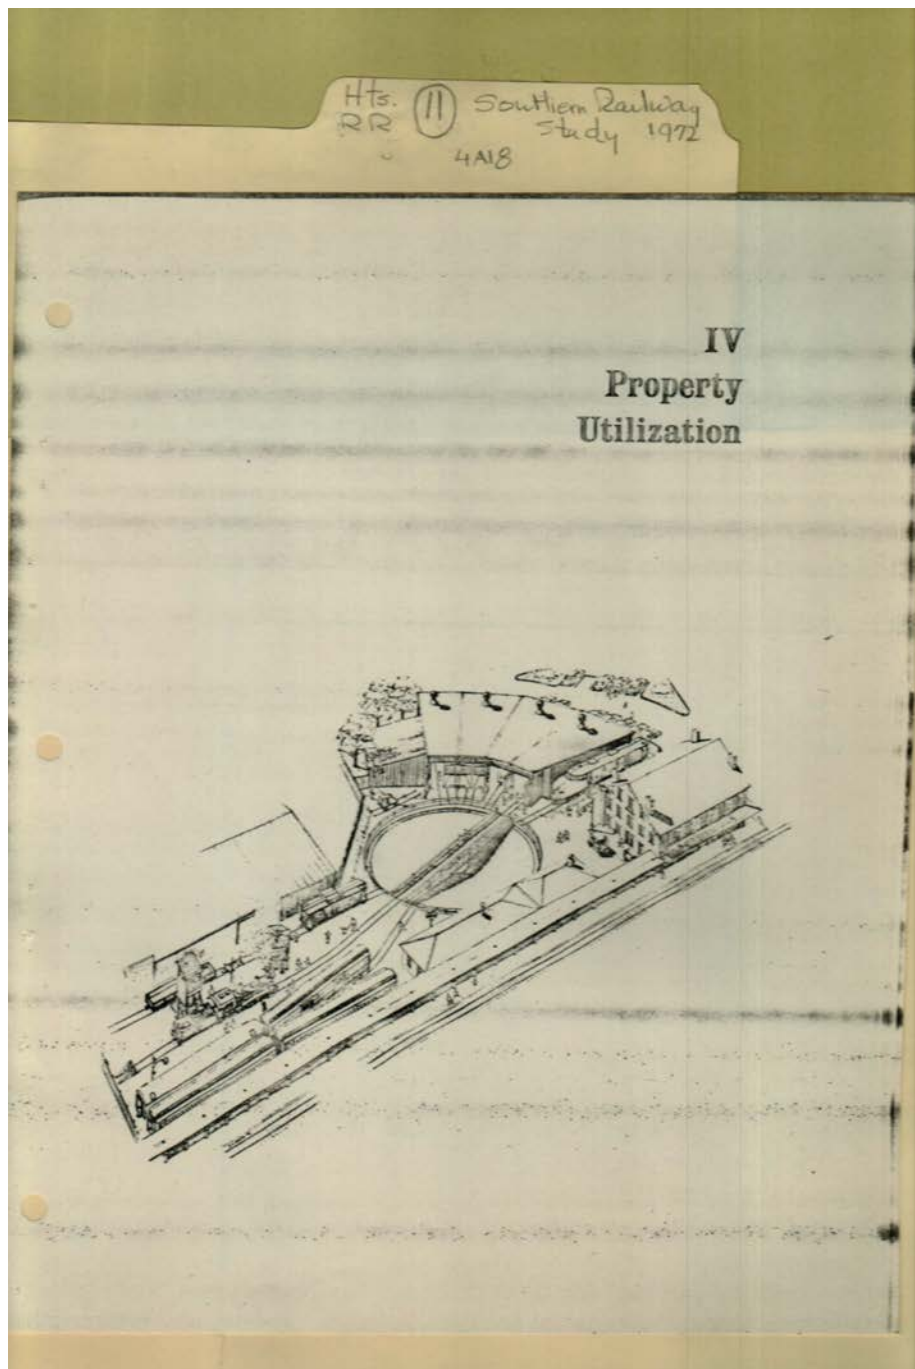 Hts. 11 Southern Railway
RR Study 1972
4A18
IV
Property
Utilization